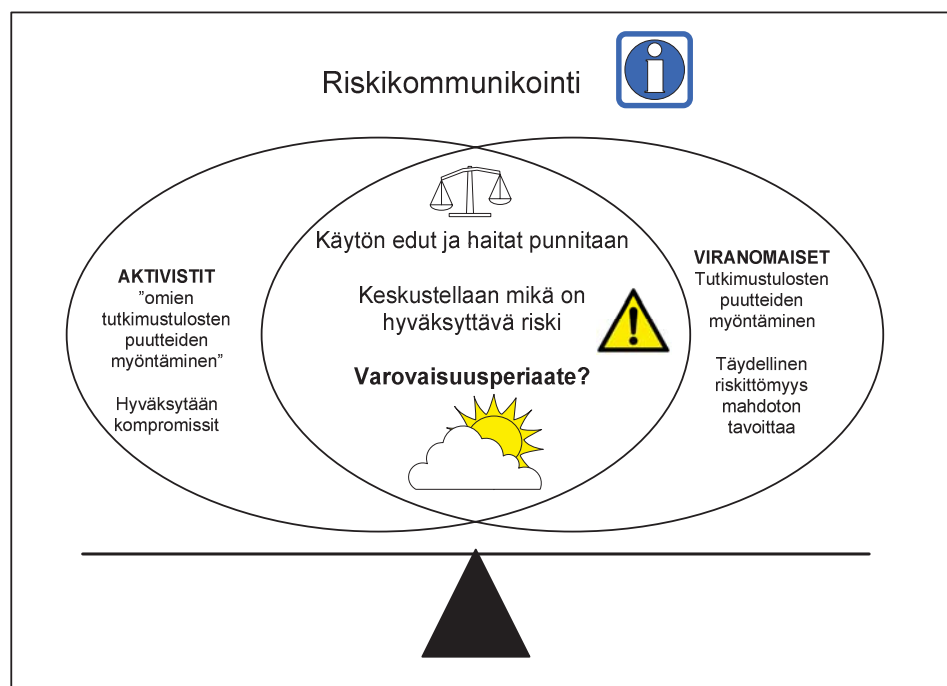 Riskikommunikointi
AKTIVISTIT
”omien
tutkimustulosten
puutteiden
myöntäminen”
Hyväksytään
kompromissit
Käytön edut ja haitat punnitaan
Keskustellaan mikä on
hyväksyttävä riski
Varovaisuusperiaate?
VIRANOMAISET
Tutkimustulosten
puutteiden
myöntäminen
Täydellinen
riskittömyys
mahdoton
tavoittaa